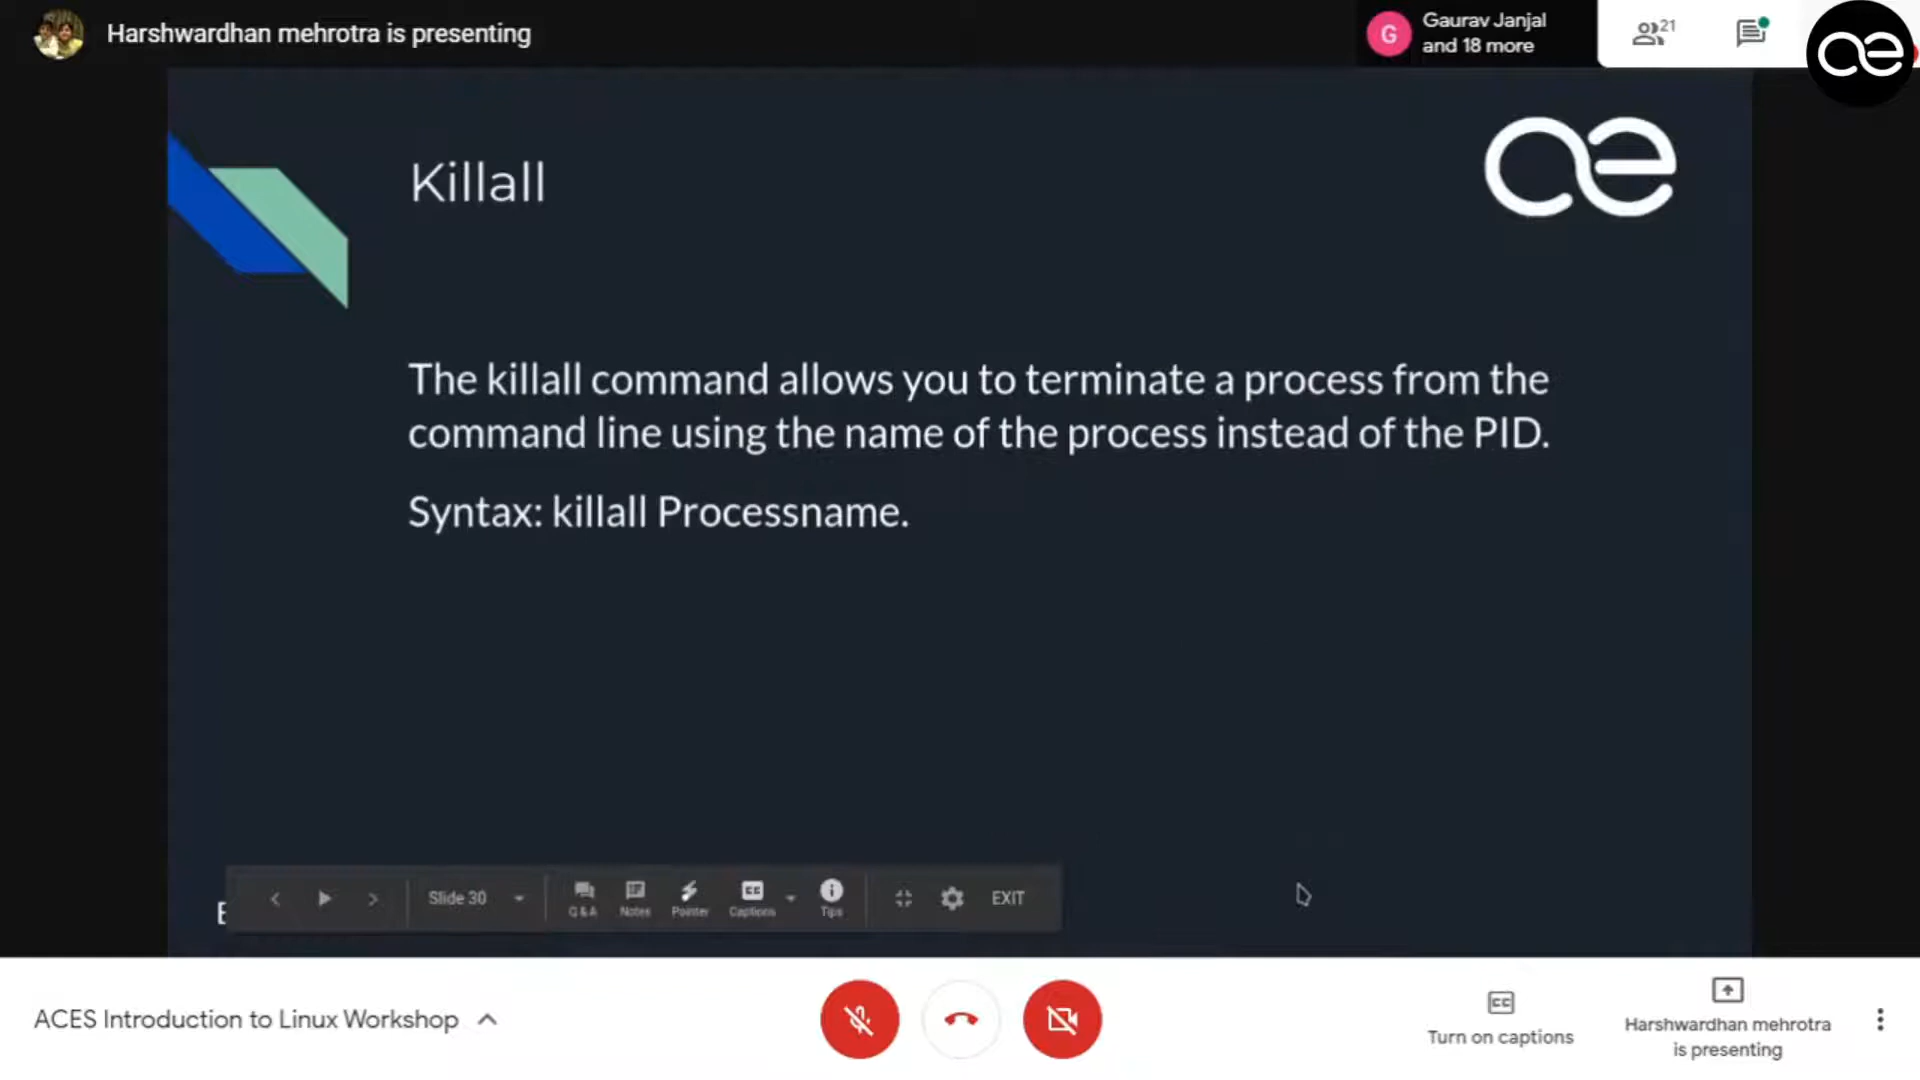 Harshwardhan mehrotra is presenting
G
Gaurav Janjal
and 18 more
21
Killall
The killall command allows you to terminate a process from the
command line using the name of the process instead of the PID.
Syntax: killall Processname.
Slide 30
Q&A
Notes
Pointer
CC
Captions
Tips
EXIT
ACES Introduction to Linux Workshop
CC
Turn on captions
Harshwardhan mehrotra
is presenting